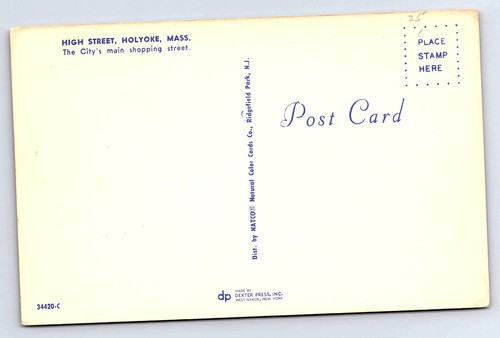 HIGH STREET, HOLYOKE, MASS.
The City's main shopping street.
25
6
PLACE
STAMP
HERE
Post Card
Dist. by NATCO® Natural Color Cards Co., Ridgefield Park, N.J.
34420-C
dp
MADE BY
DEXTER PRESS, INC.
WEST NYACK, NEW YORK